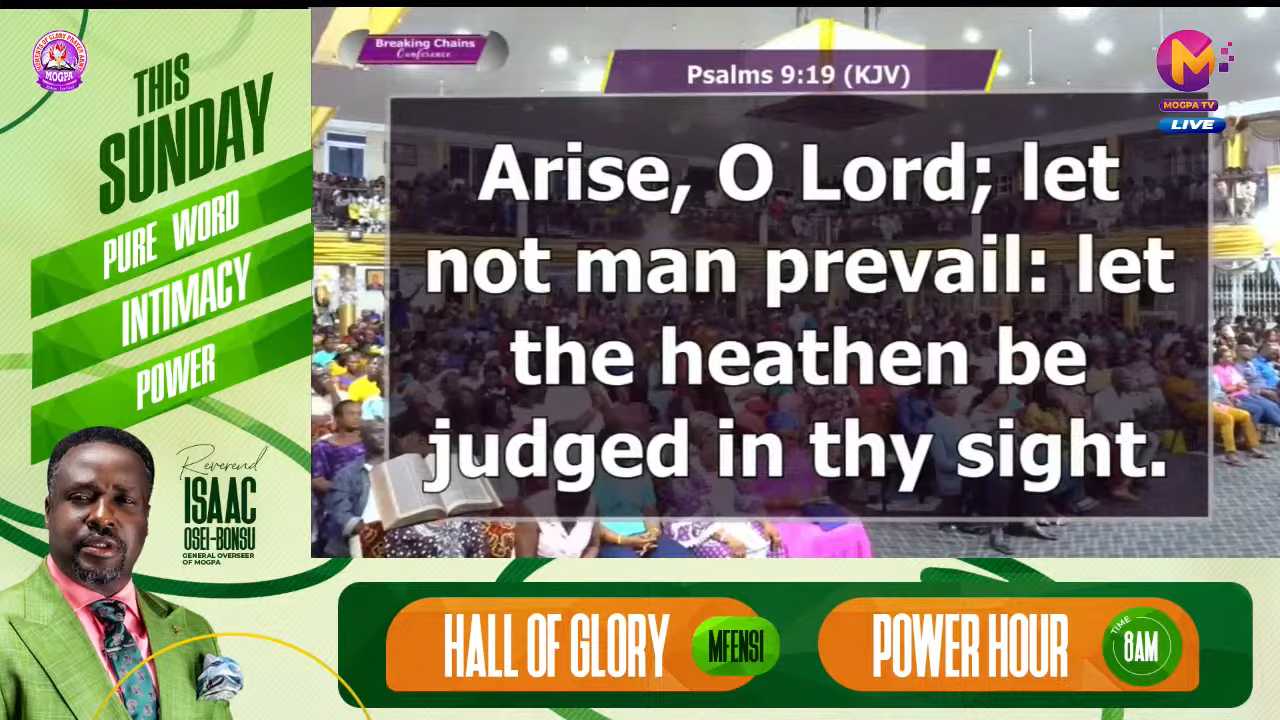 THIS
SUNDAY
PURE WORD
INTIMACY
POWER
Reverend
ISAAC
OSEI-BONSU
GENERAL OVERSEER
OF MOGPA
MOGPA
Breaking Chains
Conference
Psalms 9:19 (KJV)
Arise, O Lord; let
not man prevail: let
the heathen be
judged in thy sight.
M
MOGPA TV
LIVE
HALL OF GLORY
MFENSI
POWER HOUR
TIME
8AM